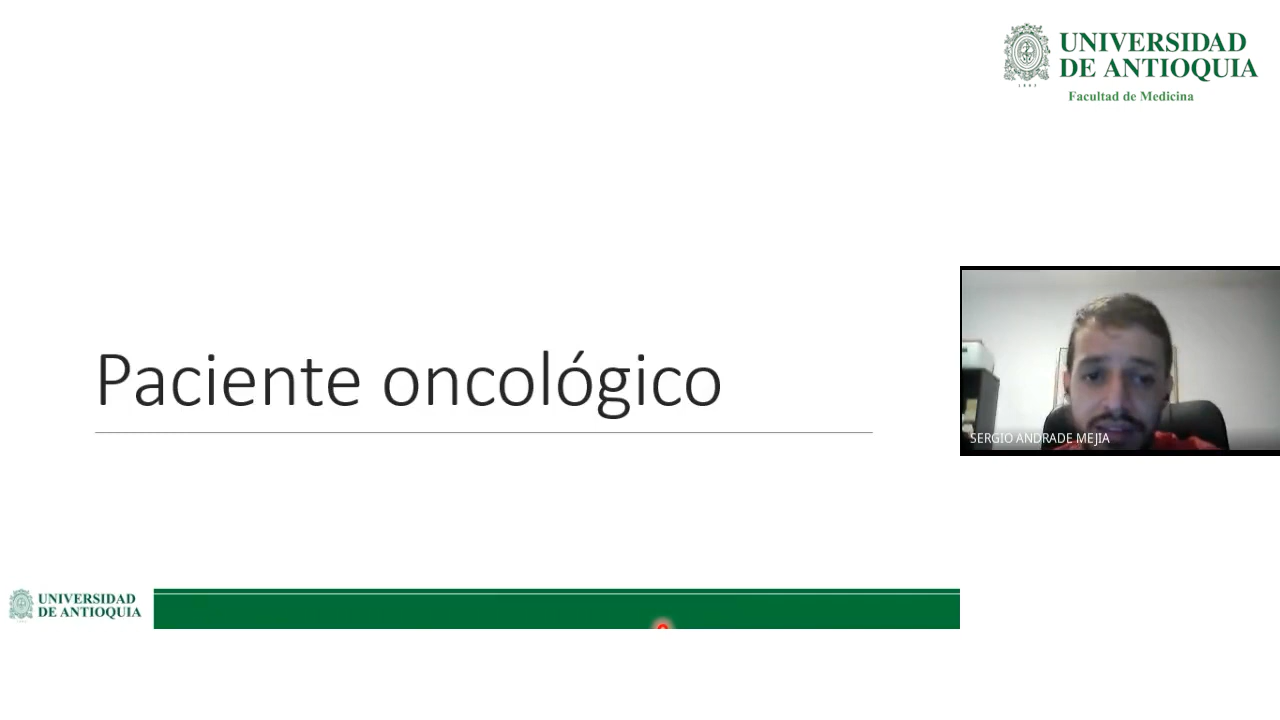 UNIVERSIDAD
DE ANTIOQUIA
Facultad de Medicina
Paciente oncológico
SERGIO ANDRADE MEJIA
UNIVERSIDAD
DE ANTIOQUIA